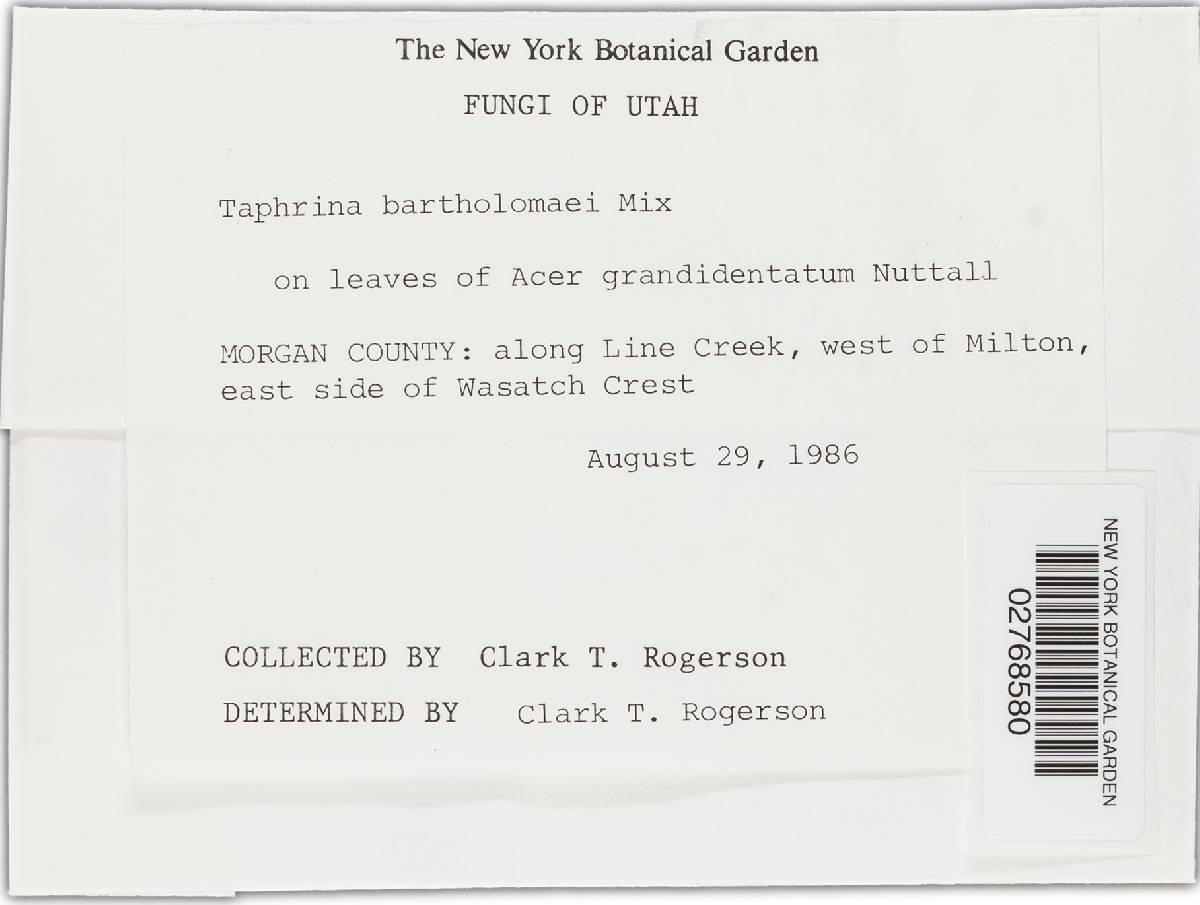 The New York Botanical Garden
FUNGI OF UTAH
Taphrina bartholomaei Mix
on leaves of Acer grandidentatum Nuttall
MORGAN COUNTY: along Line Creek, west of Milton,
east side of Wasatch Crest
August 29, 1986
COLLECTED BY Clark T. Rogerson
DETERMINED BY Clark T. Rogerson
NEW YORK BOTANICAL GARDEN
02768580